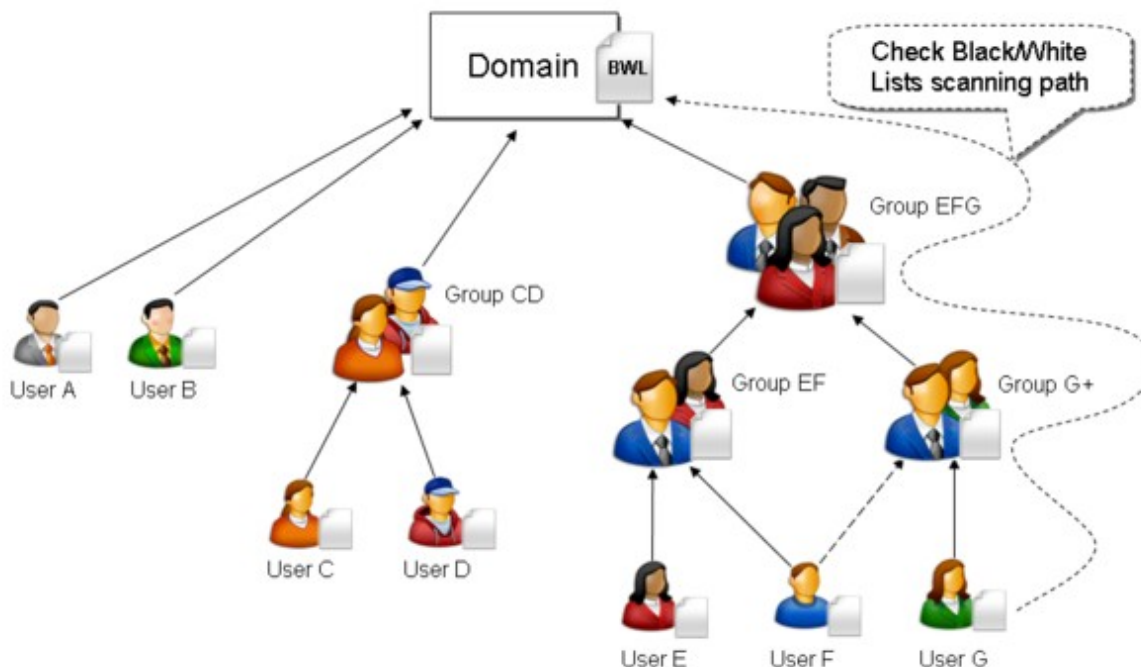 Domain
BWL
Check Black/White
Lists scanning path
Group EFG
Group CD
User A
User B
Group EF
Group G+
User C
User D
User E
User F
User G